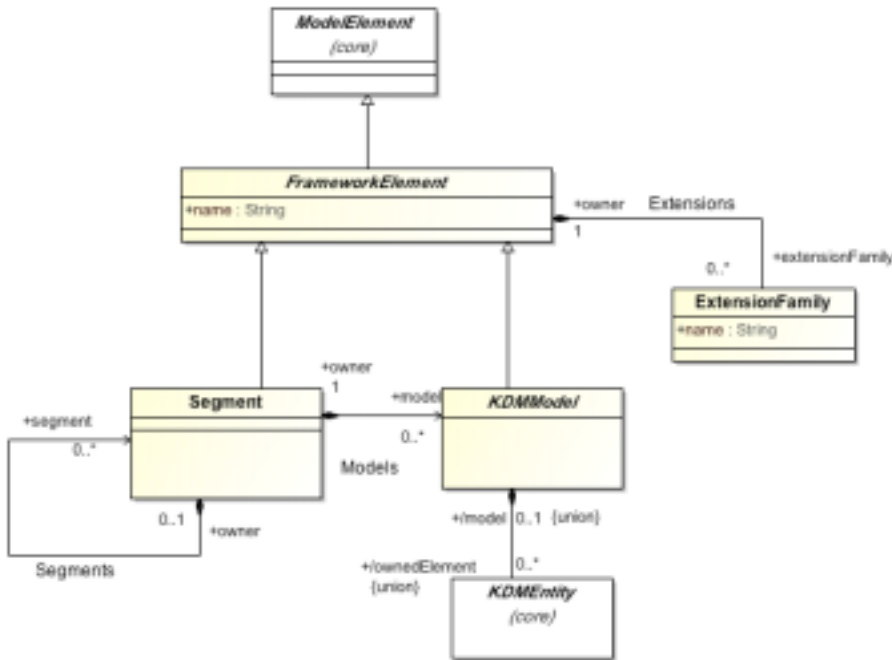 ModelElement
(core)
FrameworkElement
+name : String
+owner
Extensions
1
+extensionFamily
0..*
ExtensionFamily
+name : String
+owner
1
Segment
+model
KDMModel
+segment
0..*
0..*
Models
0..1
+owner
+/model
0..1
{union}
Segments
+/ownedElement
0..*
{union}
KDMEntity
(core)